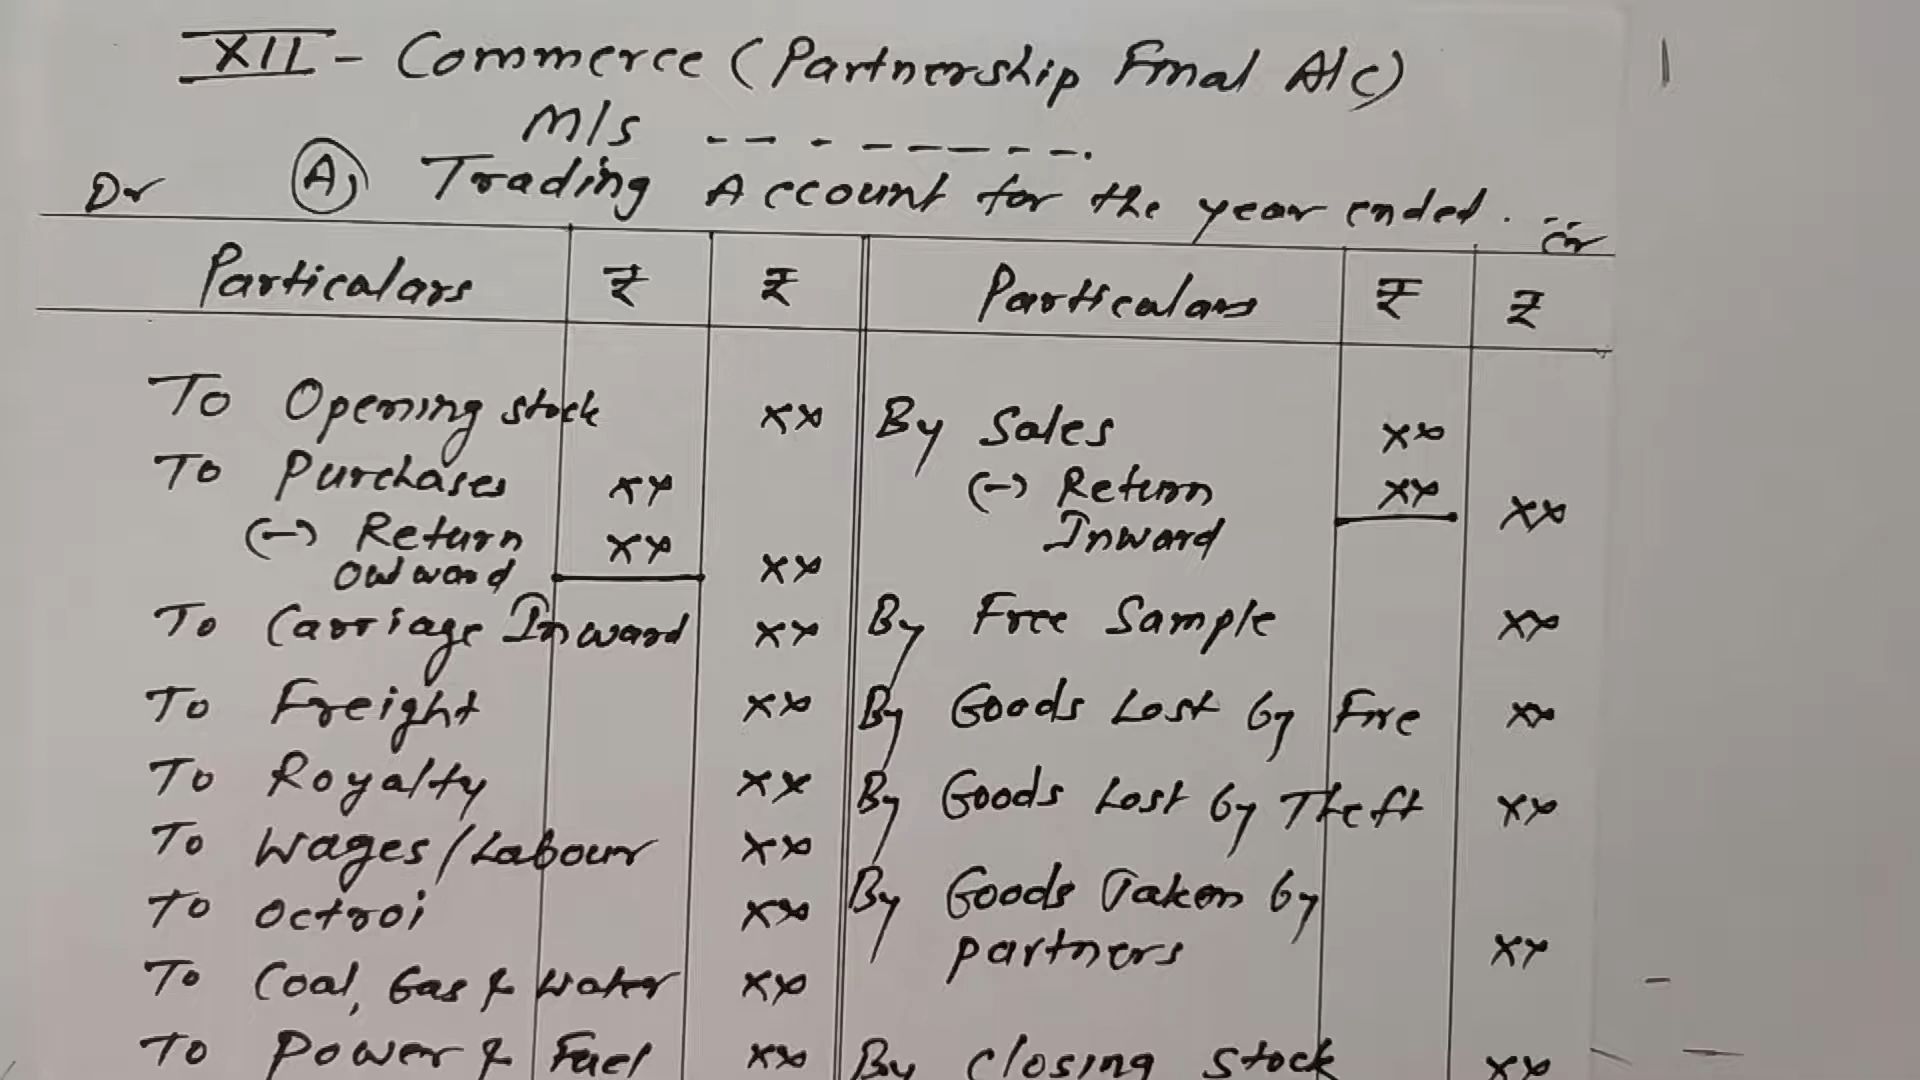 XII - Commerce (Partnership Final A/c)
M/s - - - - - - - - .
Dr (A) Trading Account for the year ended . - - Cr
Particulars ₹ ₹ Particulars ₹ ₹
To Opening stock xx By Sales xx
To Purchases xx (-) Return xx
Inward xx
(-) Return xx
outward xx
To Carriage Inward xx By Free Sample xx
To Freight xx By Goods Lost by Fire xx
To Royalty xx By Goods Lost by Theft xx
To Wages/Labour xx
To Octroi xx By Goods Taken by
partners xx
To Coal, Gas & Water xx
To Power & Fuel xx By Closing stock xx